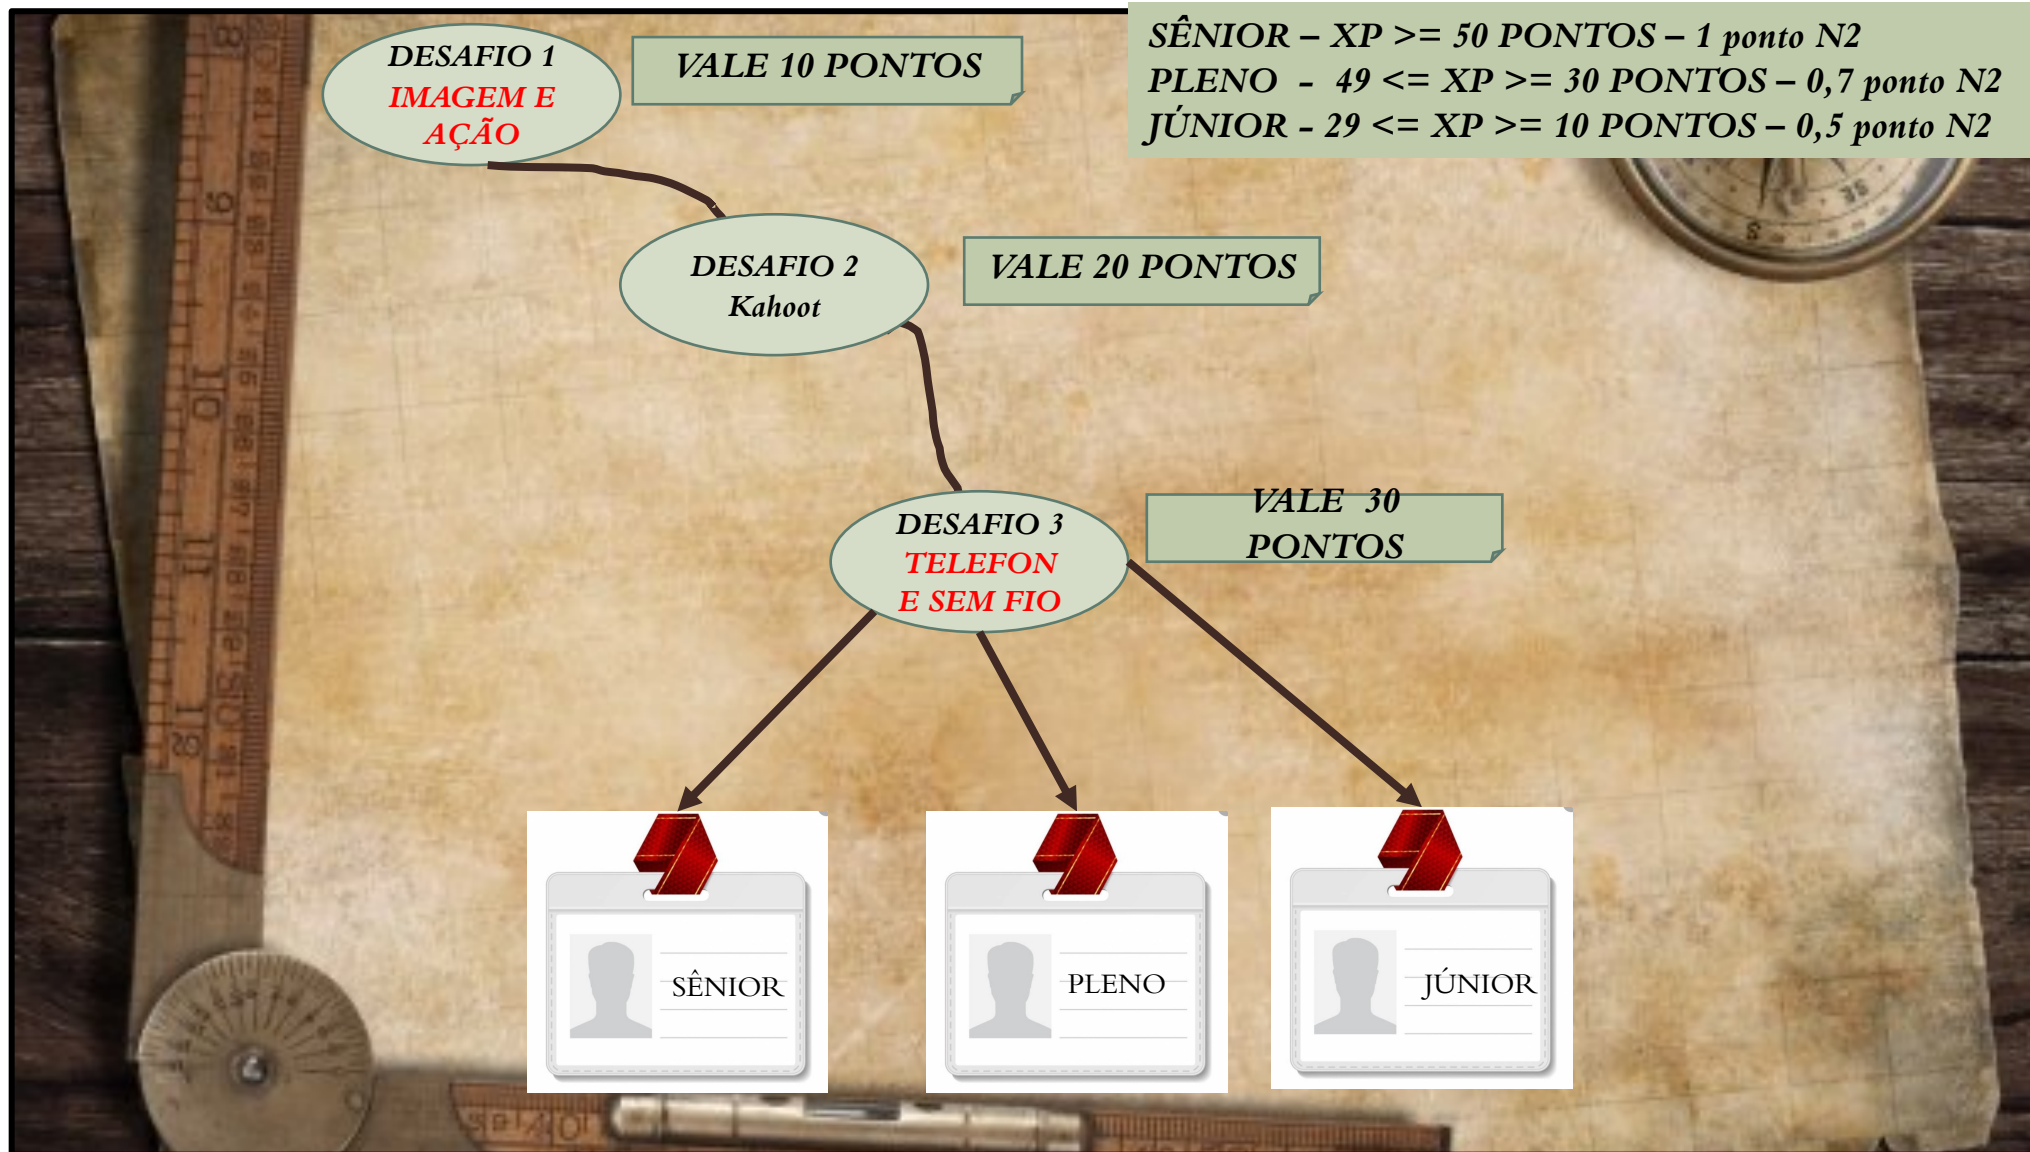 DESAFIO 1
IMAGEM E
AÇÃO
VALE 10 PONTOS
SÊNIOR – XP >= 50 PONTOS – 1 ponto N2
PLENO - 49 <= XP >= 30 PONTOS – 0,7 ponto N2
JÚNIOR - 29 <= XP >= 10 PONTOS – 0,5 ponto N2
DESAFIO 2
Kahoot
VALE 20 PONTOS
DESAFIO 3
TELEFON
E SEM FIO
VALE 30
PONTOS
SÊNIOR
PLENO
JÚNIOR